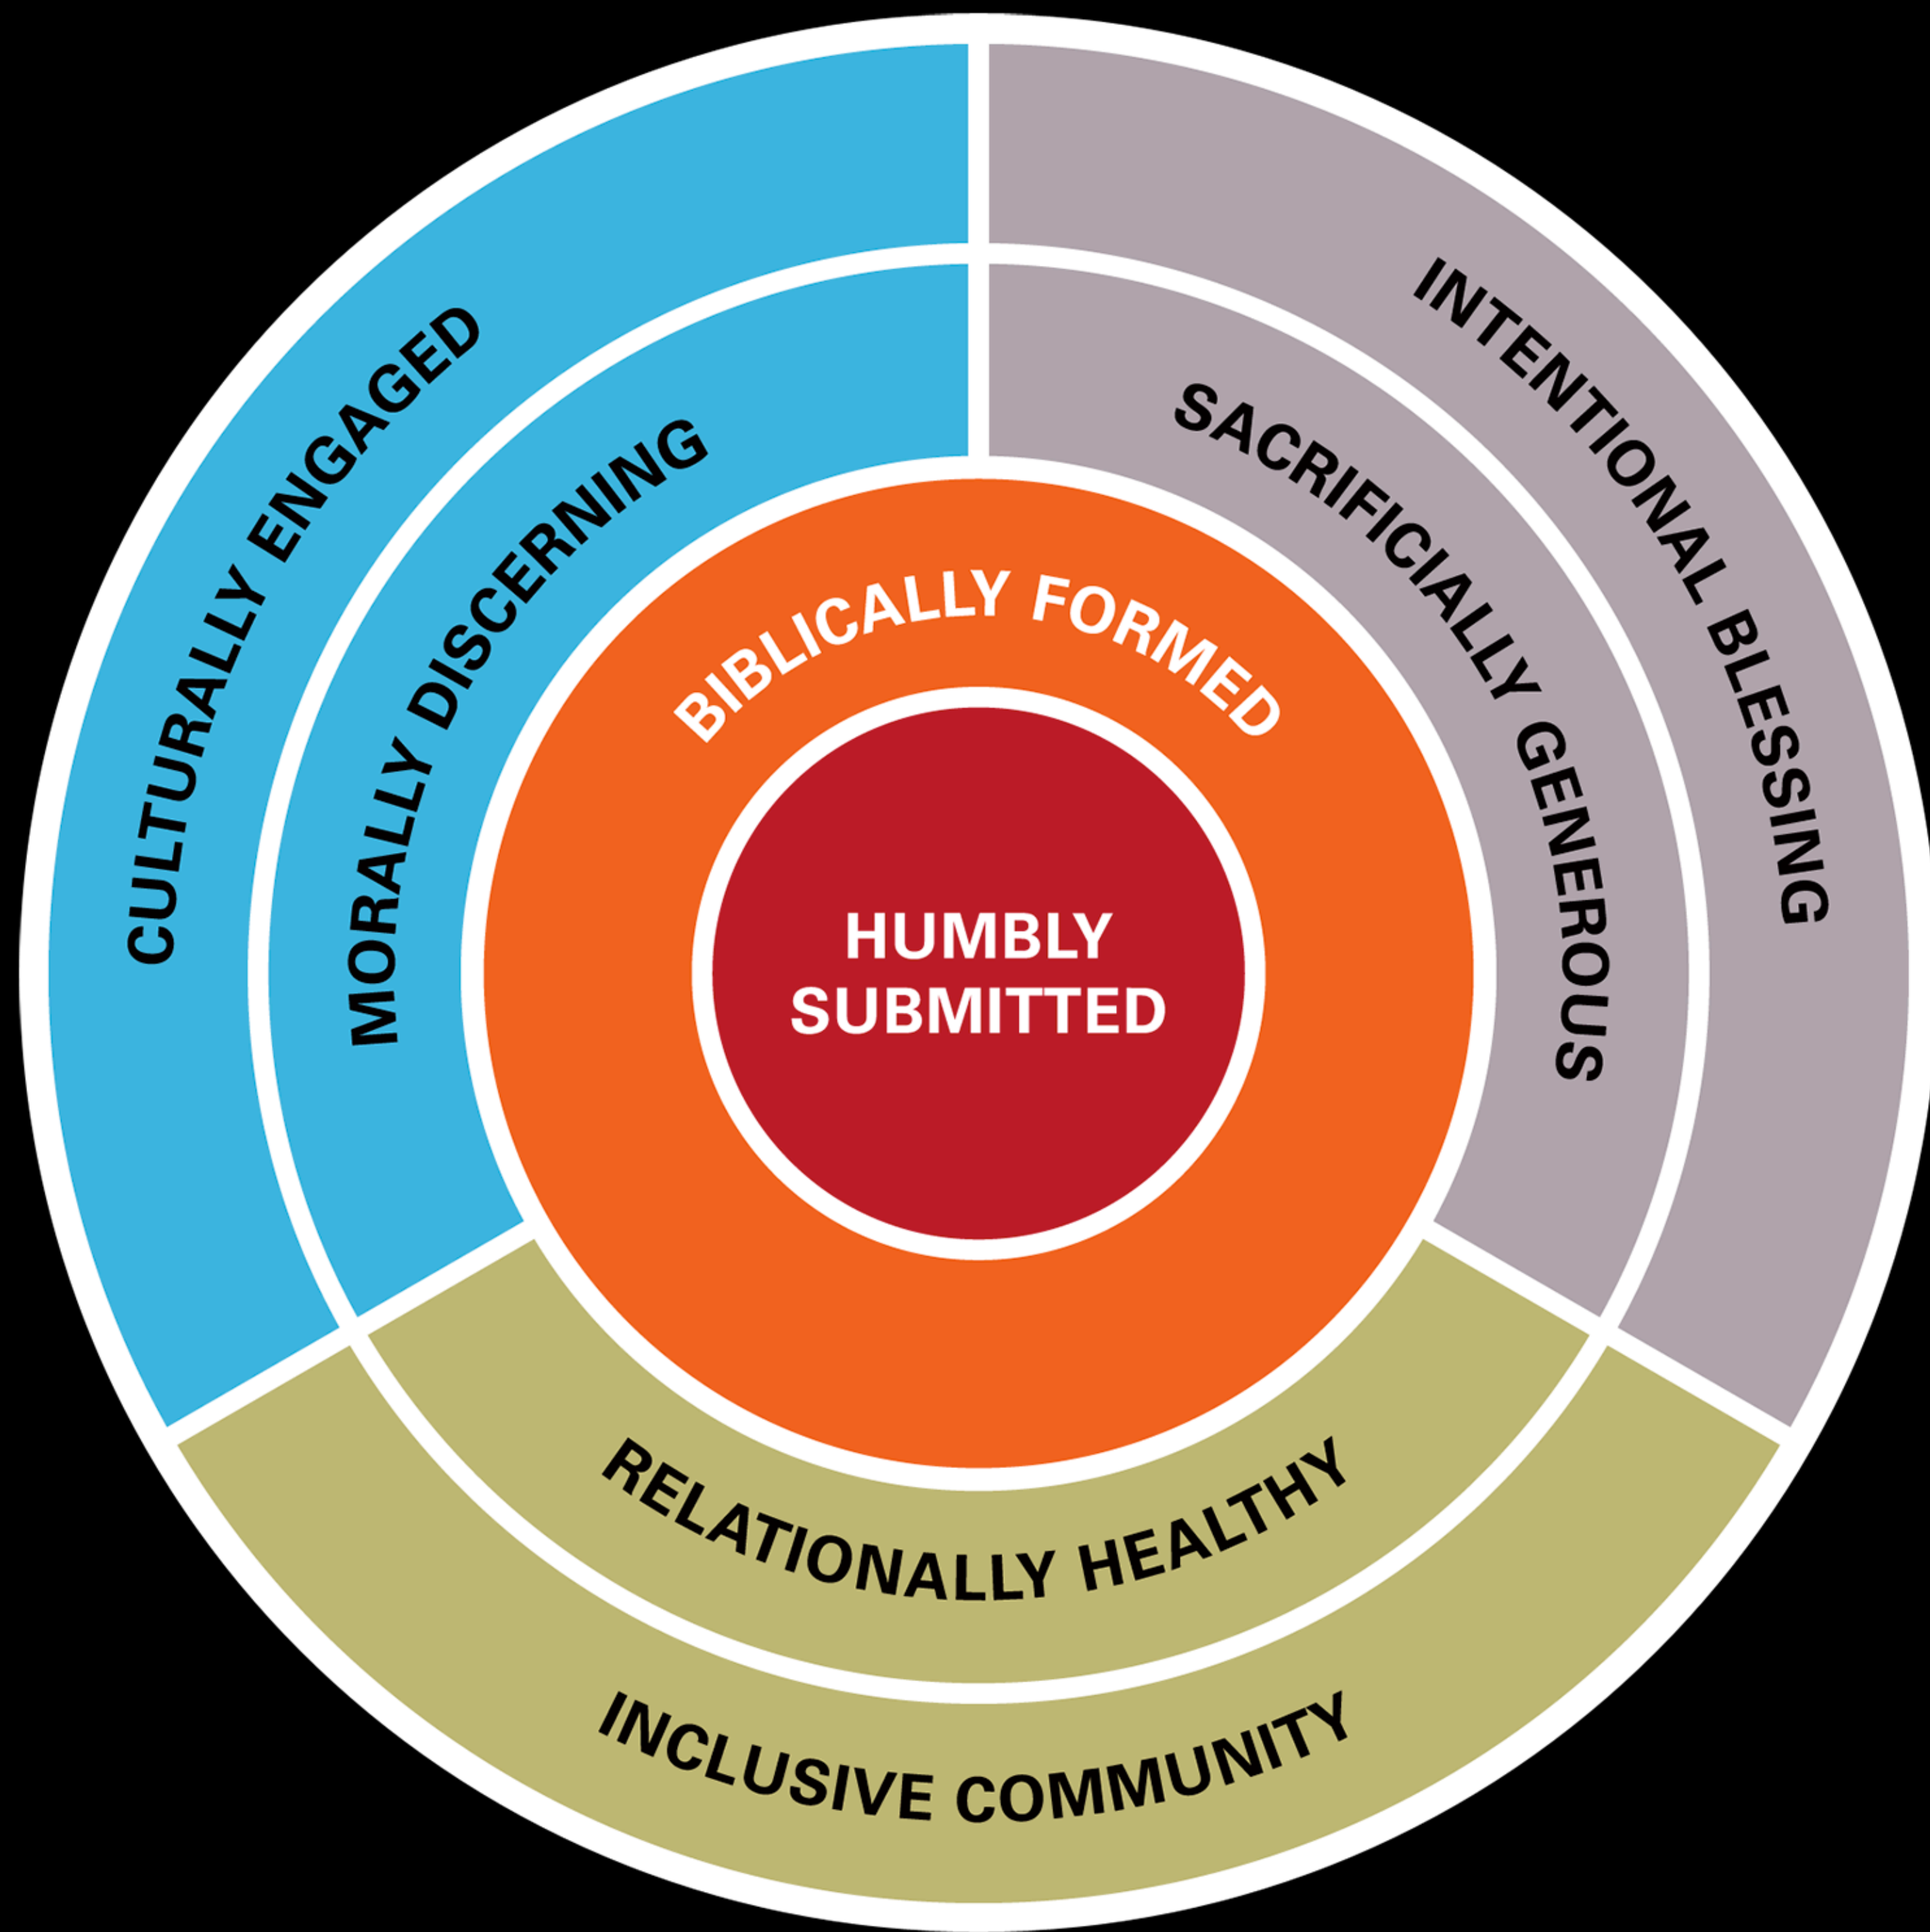 CULTURALLY ENGAGED
MORALLY DISCERNING
INTENTIONAL BLESSING
SACRIFICIALLY GENEROUS
BIBLICALLY FORMED
HUMBLY
SUBMITTED
RELATIONALLY HEALTHY
INCLUSIVE COMMUNITY